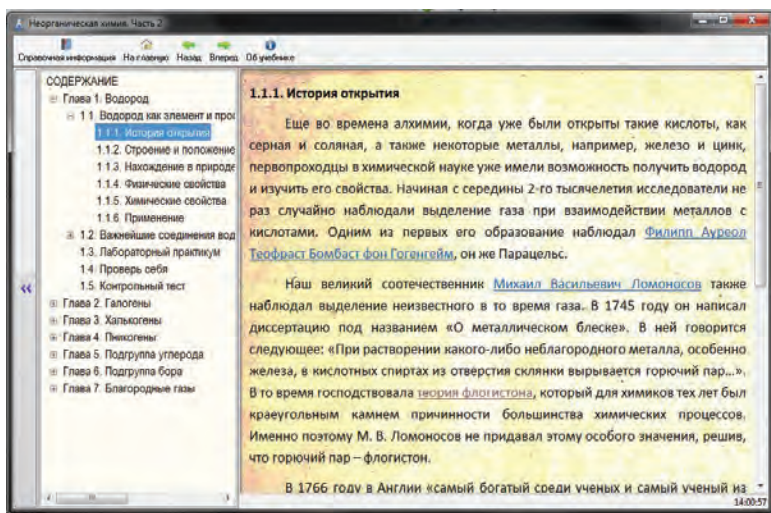 Неорганическая химия. Часть 2
Справочная информация На главную Назад Вперед Об учебнике
СОДЕРЖАНИЕ
Глава 1. Водород
1.1. Водород как элемент и про
1.1.1. История открытия
1.1.2. Строение и положение
1.1.3. Нахождение в природе
1.1.4. Физические свойства
1.1.5. Химические свойства
1.1.6. Применение
1.2. Важнейшие соединения вод
1.3. Лабораторный практикум
1.4. Проверь себя
1.5. Контрольный тест
Глава 2. Галогены
Глава 3. Халькогены
Глава 4. Пниктогены
Глава 5. Подгруппа углерода
Глава 6. Подгруппа бора
Глава 7. Благородные газы
1.1.1. История открытия
Еще во времена алхимии, когда уже были открыты такие кислоты, как
серная и соляная, а также некоторые металлы, например, железо и цинк,
первопроходцы в химической науке уже имели возможность получить водород
и изучить его свойства. Начиная с середины 2-го тысячелетия исследователи не
раз случайно наблюдали выделение газа при взаимодействии металлов с
кислотами. Одним из первых его образование наблюдал Филипп Ауреол
Теофраст Бомбаст фон Гогенгейм, он же Парацельс.
Наш великий соотечественник Михаил Васильевич Ломоносов также
наблюдал выделение неизвестного в то время газа. В 1745 году он написал
диссертацию под названием «О металлическом блеске». В ней говорится
следующее: «При растворении какого-либо неблагородного металла, особенно
железа, в кислотных спиртах из отверстия склянки вырывается горючий пар...».
В то время господствовала теория флогистона, который для химиков тех лет был
краеугольным камнем причинности большинства химических процессов.
Именно поэтому М. В. Ломоносов не придавал этому особого значения, решив,
что горючий пар – флогистон.
В 1766 году в Англии «самый богатый среди ученых и самый ученый из
14:00:57